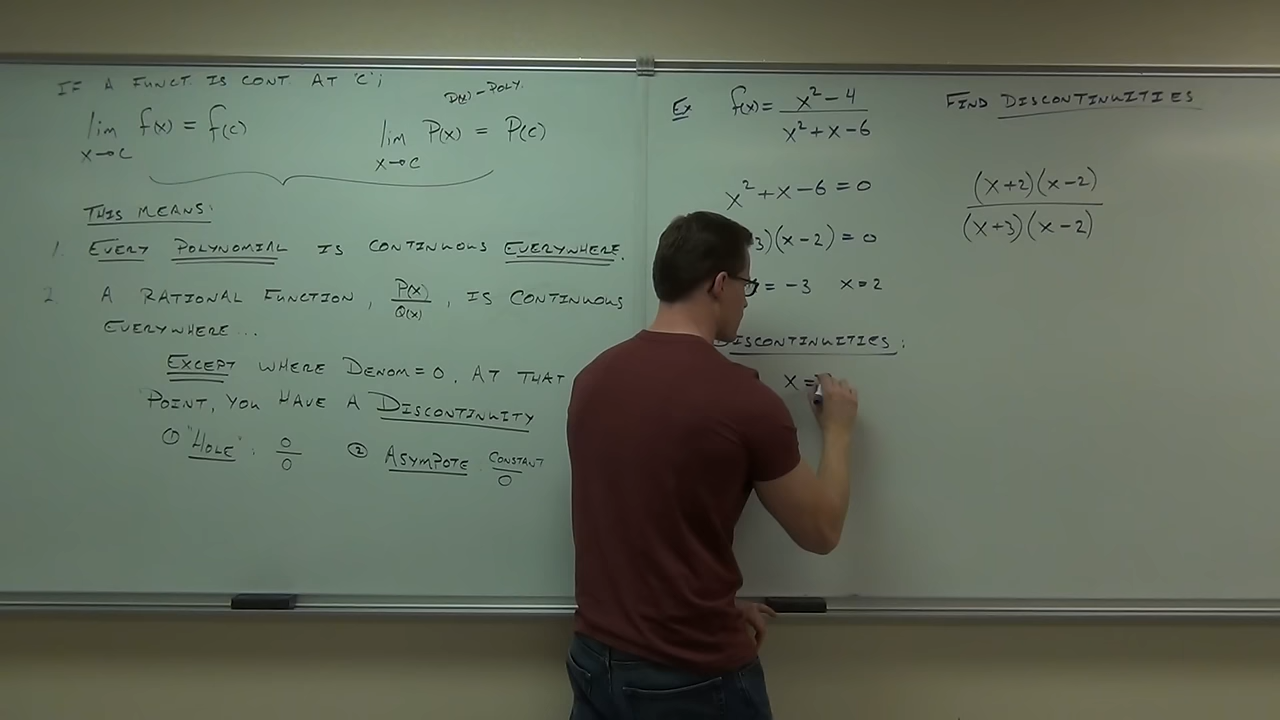 IF A FUNCT. IS CONT. AT "C";
lim f(x) = f(c)
x→c
P(x) - POLY.
lim P(x) = P(c)
x→c
THIS MEANS:
1. EVERY POLYNOMIAL IS CONTINUOUS EVERYWHERE.
2. A RATIONAL FUNCTION, P(x)/Q(x), IS CONTINUOUS
EVERYWHERE...
EXCEPT WHERE DENOM=0. AT THAT
POINT, YOU HAVE A DISCONTINUITY
① "HOLE": 0/0 ② ASYMPOTE CONSTANT/0
Ex f(x) = x² - 4 / x² + x - 6
x² + x - 6 = 0
3)(x - 2) = 0
= -3 x = 2
DISCONTINUITIES:
x =
FIND DISCONTINUITIES
(x+2)(x-2)
(x+3)(x-2)